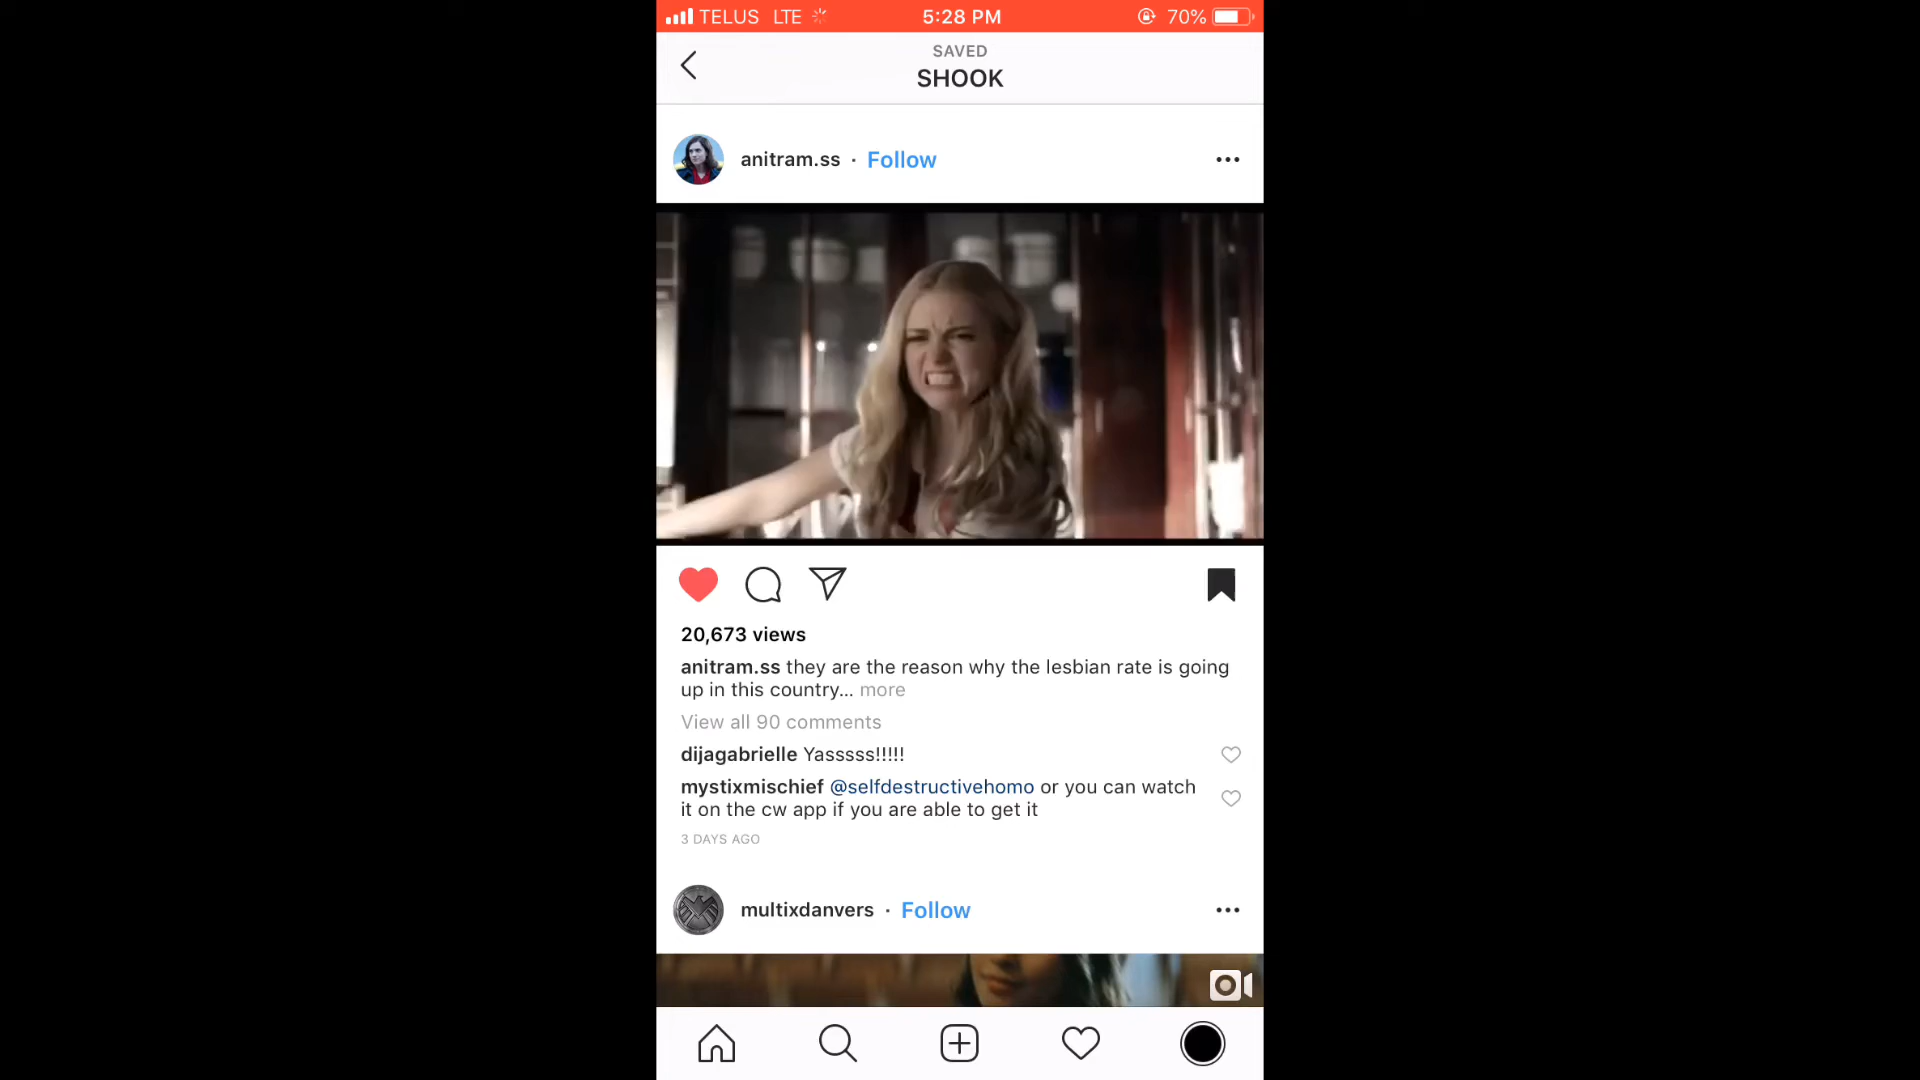 TELUS LTE 5:28 PM 70%
SAVED
SHOOK
anitram.ss · Follow
20,673 views
anitram.ss they are the reason why the lesbian rate is going
up in this country... more
View all 90 comments
dijagabrielle Yasssss!!!!!
mystixmischief @selfdestructivehomo or you can watch
it on the cw app if you are able to get it
3 DAYS AGO
multixdanvers · Follow